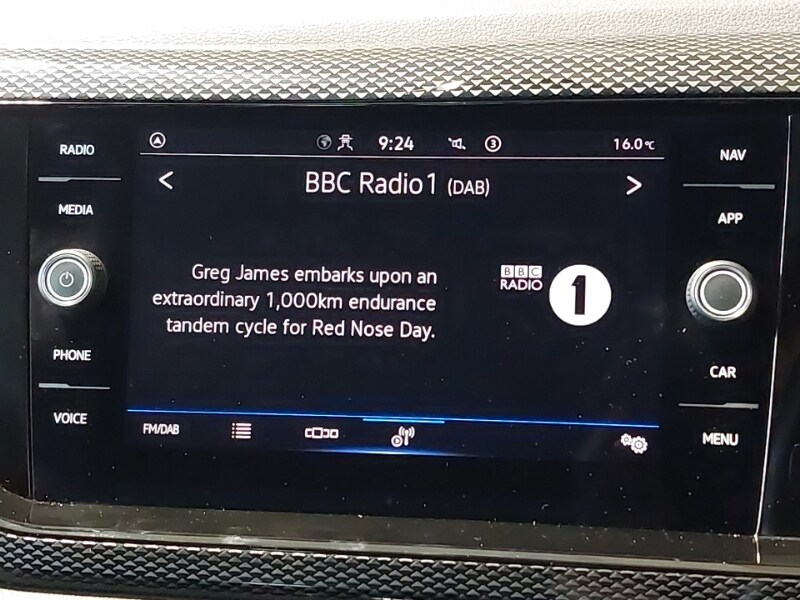 RADIO
MEDIA
PHONE
VOICE
9:24
3
16.0°C
< BBC Radio 1 (DAB) >
Greg James embarks upon an
extraordinary 1,000km endurance
tandem cycle for Red Nose Day.
BBC
RADIO
1
FM/DAB
NAV
APP
CAR
MENU